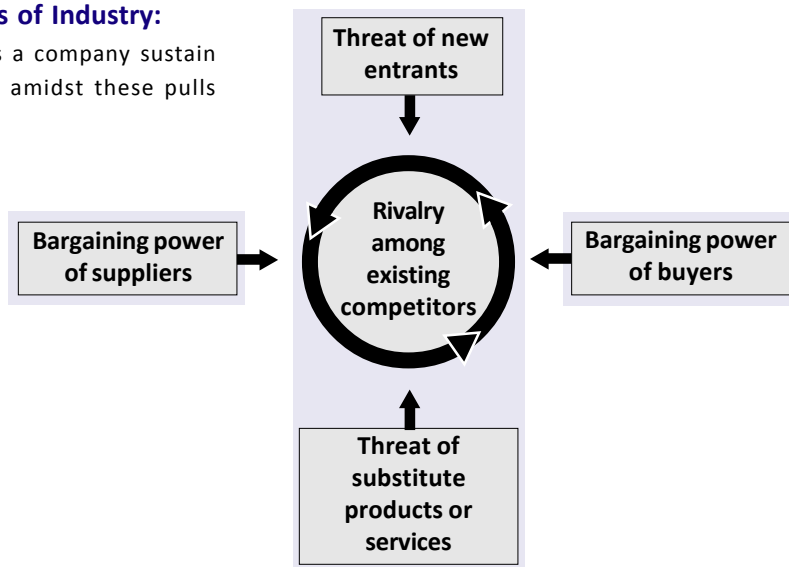 s of Industry:
s a company sustain
amidst these pulls
Threat of new
entrants
Rivalry
among
existing
competitors
Bargaining power
of suppliers
Bargaining power
of buyers
Threat of
substitute
products or
services